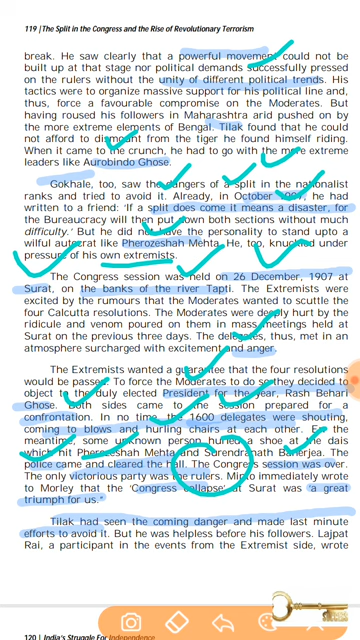 119 | The Split in the Congress and the Rise of Revolutionary Terrorism
break. He saw clearly that a powerful movement could not be
built up at that stage nor political demands successfully pressed
on the rulers without the unity of different political trends. His
tactics were to organize massive support for his political line and,
thus, force a favourable compromise on the Moderates. But
having roused his followers in Maharashtra arid pushed on by
the more extreme elements of Bengal. Tilak found that he could
not afford to dismount from the tiger he found himself riding.
When it came to the crunch, he had to go with the more extreme
leaders like Aurobindo Ghose.
Gokhale, too, saw the dangers of a split in the nationalist
ranks and tried to avoid it. Already, in October 1907, he had
written to a friend: ‘If a split does come it means a disaster, for
the Bureaucracy will then put down both sections without much
difficulty.’ But he did not have the personality to stand upto a
wilful autocrat like Pherozeshah Mehta. He, too, knuckled under
pressure of his own extremists.
The Congress session was held on 26 December, 1907 at
Surat, on the banks of the river Tapti. The Extremists were
excited by the rumours that the Moderates wanted to scuttle the
four Calcutta resolutions. The Moderates were deeply hurt by the
ridicule and venom poured on them in mass meetings held at
Surat on the previous three days. The delegates, thus, met in an
atmosphere surcharged with excitement and anger.
The Extremists wanted a guarantee that the four resolutions
would be passed. To force the Moderates to do so they decided to
object to the duly elected President for the year, Rash Behari
Ghose. Both sides came to the session prepared for a
confrontation. In no time, the 1600 delegates were shouting,
coming to blows and hurling chairs at each other. En
meantime, some unknown person hurled a shoe at the dais
which hit Pherozeshah Mehta and Surendranath Banerjea. The
police came and cleared the hall. The Congress session was over.
The only victorious party was the rulers. Minto immediately wrote
to Morley that the ‘Congress collapse’ at Surat was ‘a great
triumph for us.”
Tilak had seen the coming danger and made last minute
efforts to avoid it. But he was helpless before his followers. Lajpat
Rai, a participant in the events from the Extremist side, wrote
120 | India's Struggle For Independence